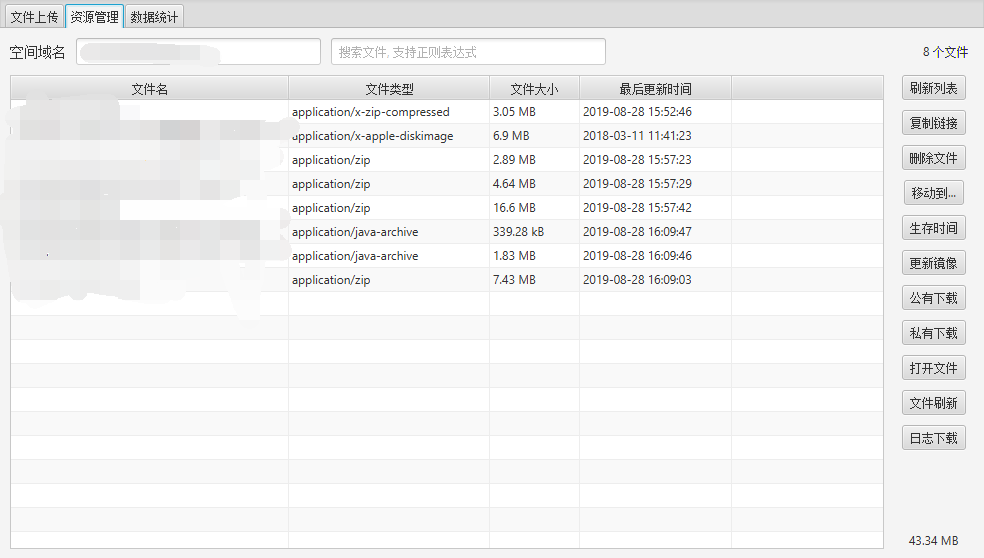 文件上传 资源管理 数据统计
空间域名 搜索文件, 支持正则表达式 8 个文件
文件名 文件类型 文件大小 最后更新时间 刷新列表
application/x-zip-compressed 3.05 MB 2019-08-28 15:52:46
复制链接
application/x-apple-diskimage 6.9 MB 2018-03-11 11:41:23
application/zip 2.89 MB 2019-08-28 15:57:23 删除文件
application/zip 4.64 MB 2019-08-28 15:57:29
移动到...
application/zip 16.6 MB 2019-08-28 15:57:42
application/java-archive 339.28 kB 2019-08-28 16:09:47 生存时间
application/java-archive 1.83 MB 2019-08-28 16:09:46
更新镜像
application/zip 7.43 MB 2019-08-28 16:09:03
公有下载
私有下载
打开文件
文件刷新
日志下载
43.34 MB